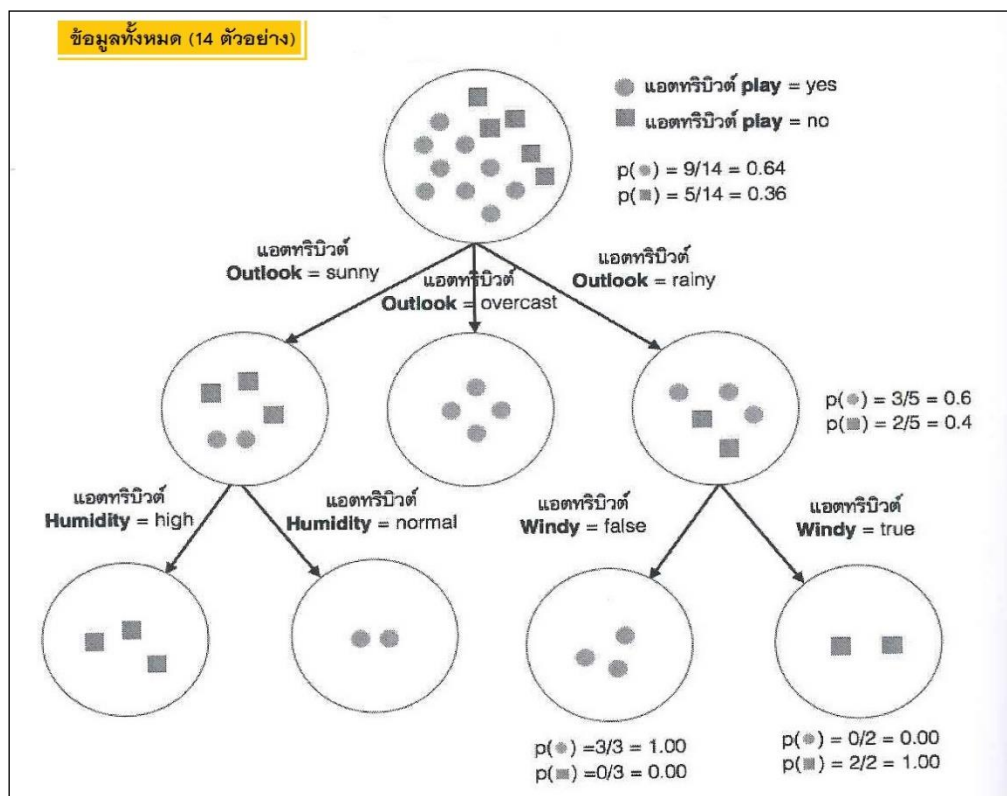 ข้อมูลทั้งหมด (14 ตัวอย่าง)
แอตทริบิวต์ play = yes
แอตทริบิวต์ play = no
p(●) = 9/14 = 0.64
p(■) = 5/14 = 0.36
แอตทริบิวต์
Outlook = sunny
แอตทริบิวต์
Outlook = overcast
แอตทริบิวต์
Outlook = rainy
p(●) = 3/5 = 0.6
p(■) = 2/5 = 0.4
แอตทริบิวต์
Humidity = high
แอตทริบิวต์
Humidity = normal
แอตทริบิวต์
Windy = false
แอตทริบิวต์
Windy = true
p(●) =3/3 = 1.00
p(■) =0/3 = 0.00
p(●) = 0/2 = 0.00
p(■) = 2/2 = 1.00